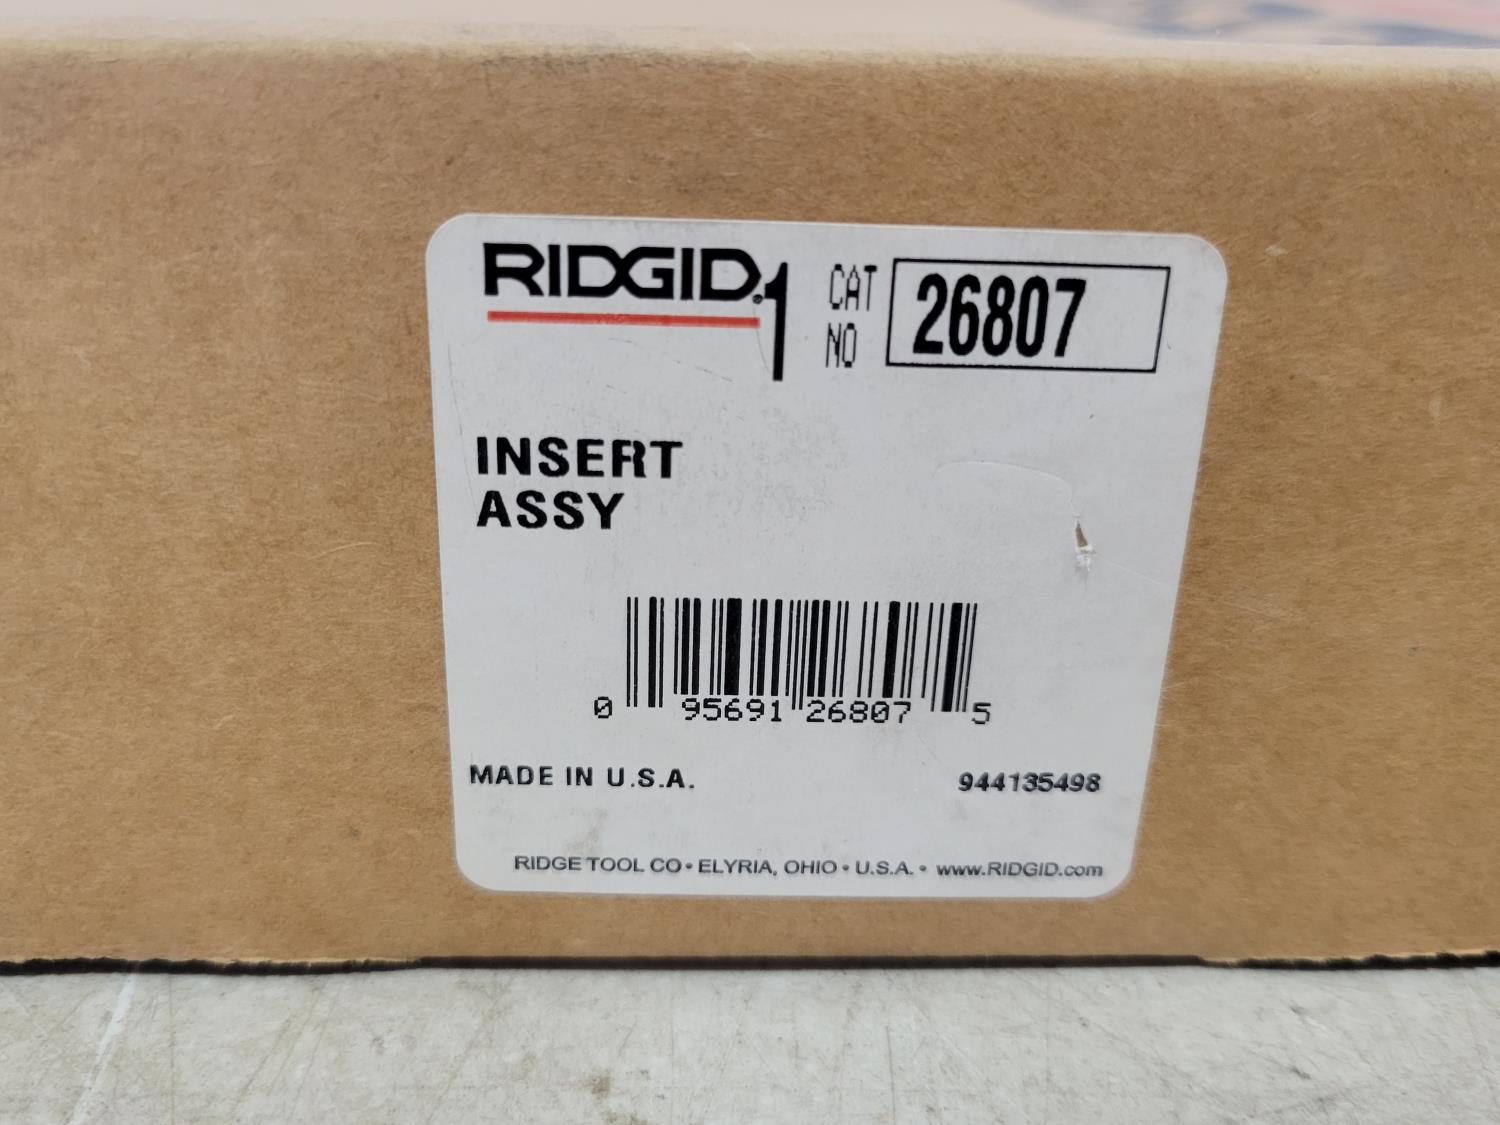 RIDGID® 1
CAT NO 26807
INSERT
ASSY
0 95691 26807 5
MADE IN U.S.A. 944135498
RIDGE TOOL CO • ELYRIA, OHIO • U.S.A. • www.RIDGID.com